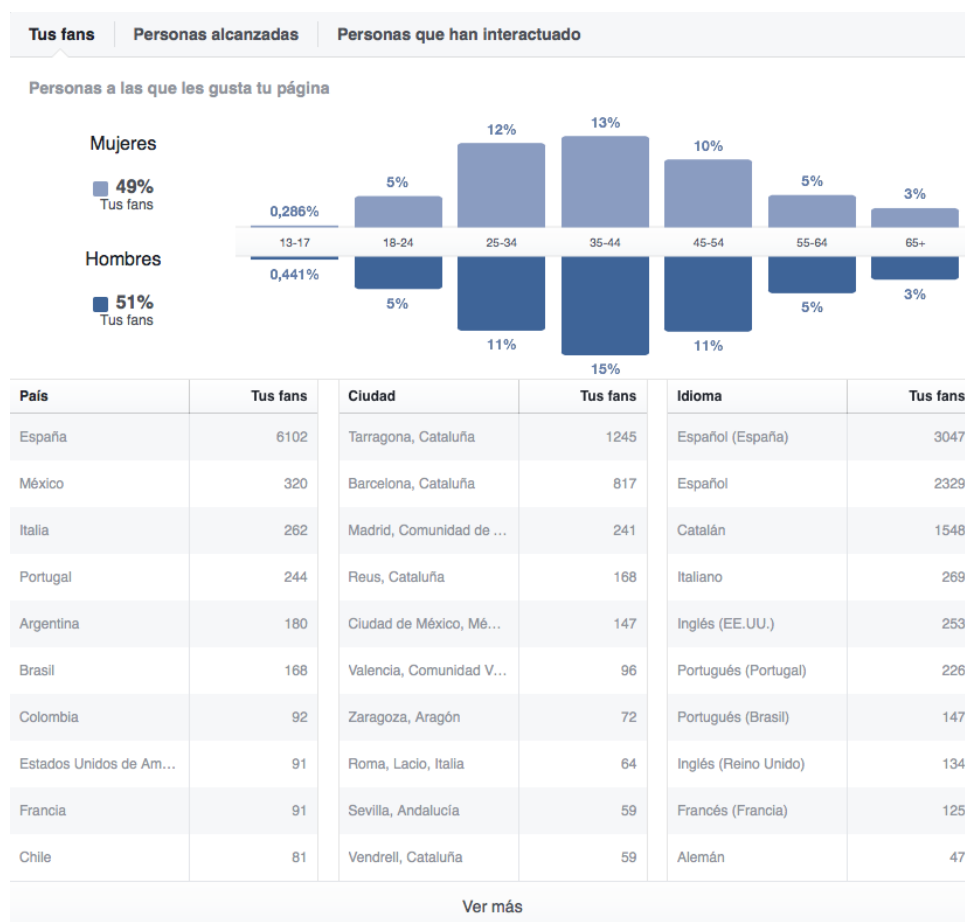 Tus fans Personas alcanzadas Personas que han interactuado
Personas a las que les gusta tu página
Mujeres
49%
Tus fans
Hombres
51%
Tus fans
0,286% 5% 12% 13% 10% 5% 3%
13-17 18-24 25-34 35-44 45-54 55-64 65+
0,441% 5% 11% 15% 11% 5% 3%
País Tus fans Ciudad Tus fans Idioma Tus fans
España 6102 Tarragona, Cataluña 1245 Español (España) 3047
México 320 Barcelona, Cataluña 817 Español 2329
Italia 262 Madrid, Comunidad de ... 241 Catalán 1548
Portugal 244 Reus, Cataluña 168 Italiano 269
Argentina 180 Ciudad de México, Mé... 147 Inglés (EE.UU.) 253
Brasil 168 Valencia, Comunidad V... 96 Portugués (Portugal) 226
Colombia 92 Zaragoza, Aragón 72 Portugués (Brasil) 147
Estados Unidos de Am... 91 Roma, Lacio, Italia 64 Inglés (Reino Unido) 134
Francia 91 Sevilla, Andalucía 59 Francés (Francia) 125
Chile 81 Vendrell, Cataluña 59 Alemán 47
Ver más